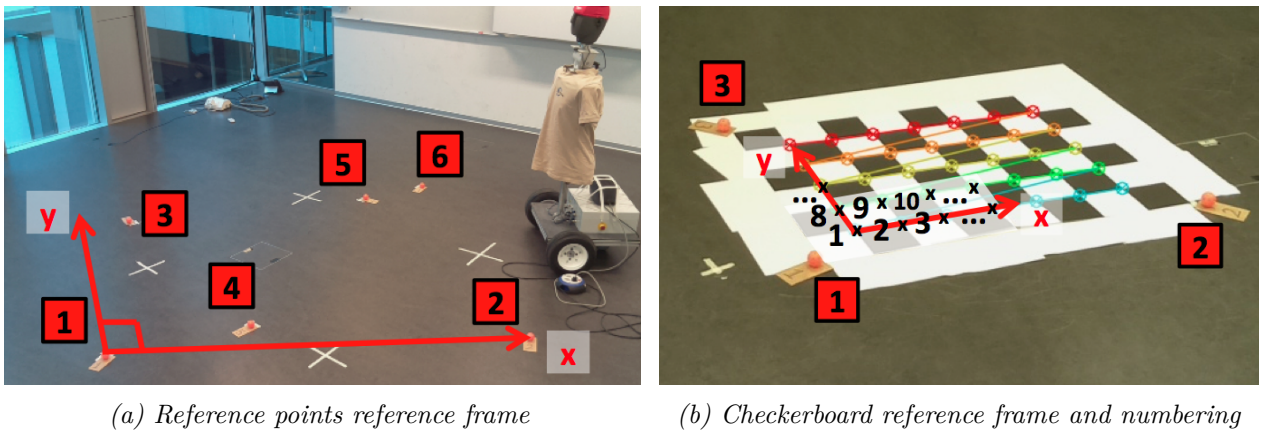 3
5
6
y
3
4
2
1
x
3
y
... x
8 x 9 x 10 x ... x
1 x 2 x 3 x ... x
x
2
1
(a) Reference points reference frame
(b) Checkerboard reference frame and numbering